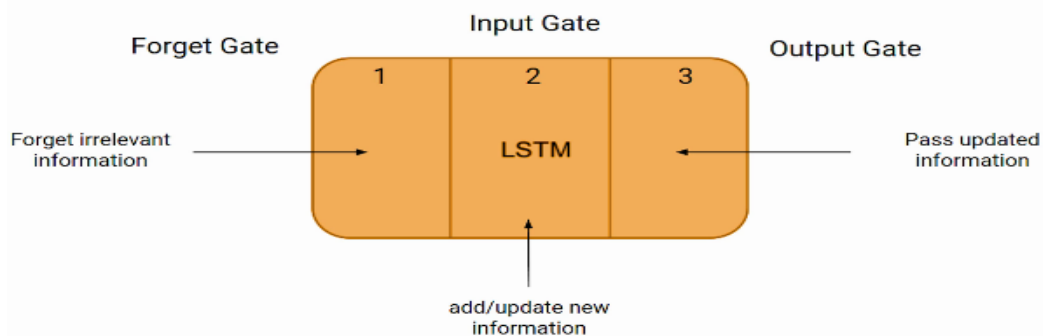 Input Gate
Forget Gate
Output Gate
1
2
3
Forget irrelevant
information
LSTM
Pass updated
information
add/update new
information